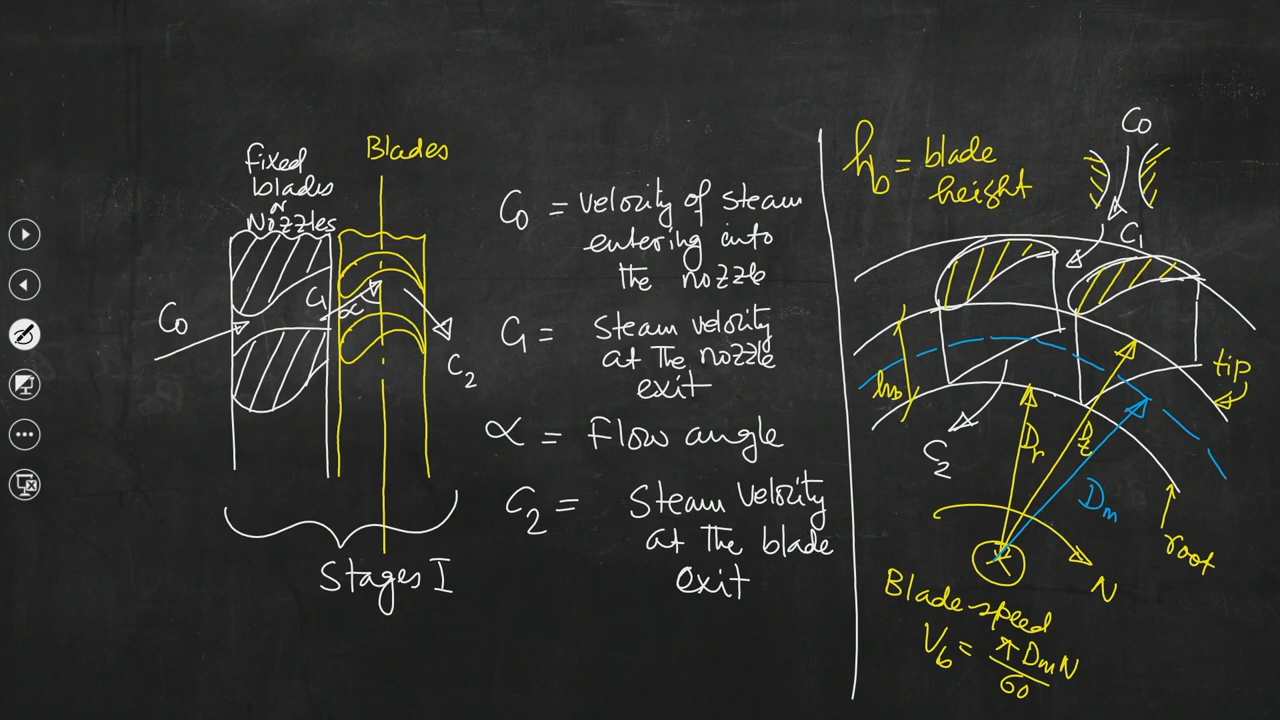 fixed
blades
or
Nozzles
Blades
C0
C1
α
C2
Stages I
C0 = velocity of steam
entering into
the nozzle
C1 = Steam velocity
at The nozzle
exit
α = Flow angle
C2 = Steam Velocity
at The blade
exit
hb = blade
height
C0
C1
tip
hb
C2
Dr
Dt
Dm
root
N
Blade speed
Vb = πDmN
60